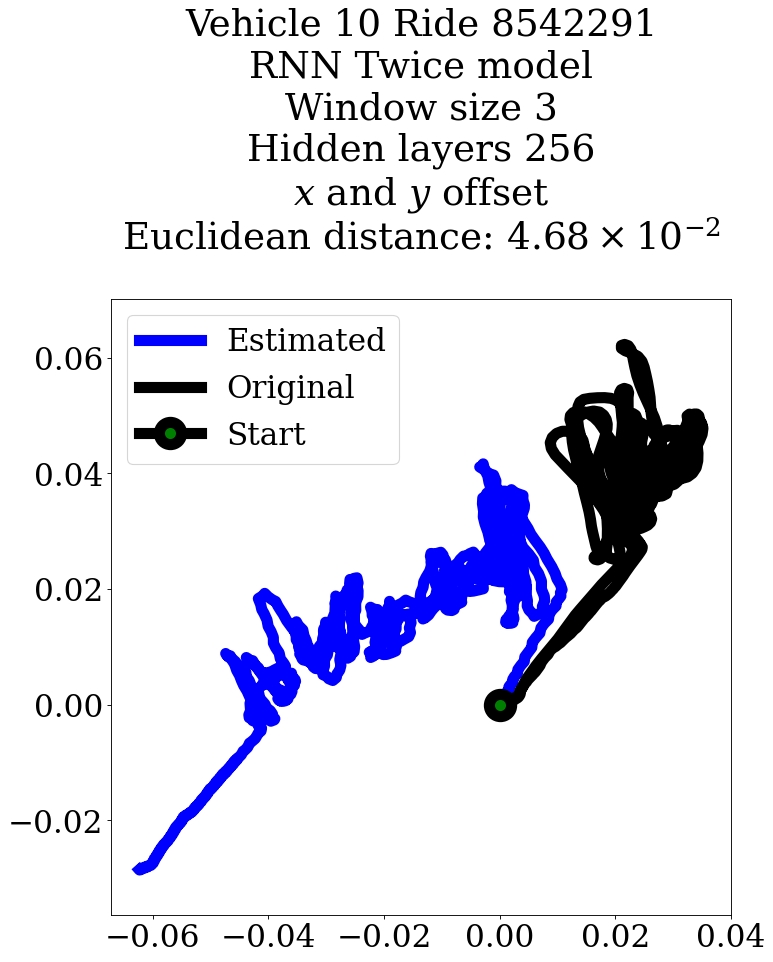 Vehicle 10 Ride 8542291
RNN Twice model
Window size 3
Hidden layers 256
x and y offset
Euclidean distance: 4.68 × 10⁻²
Estimated
Original
Start
0.06
0.04
0.02
0.00
−0.02
−0.06 −0.04 −0.02 0.00 0.02 0.04